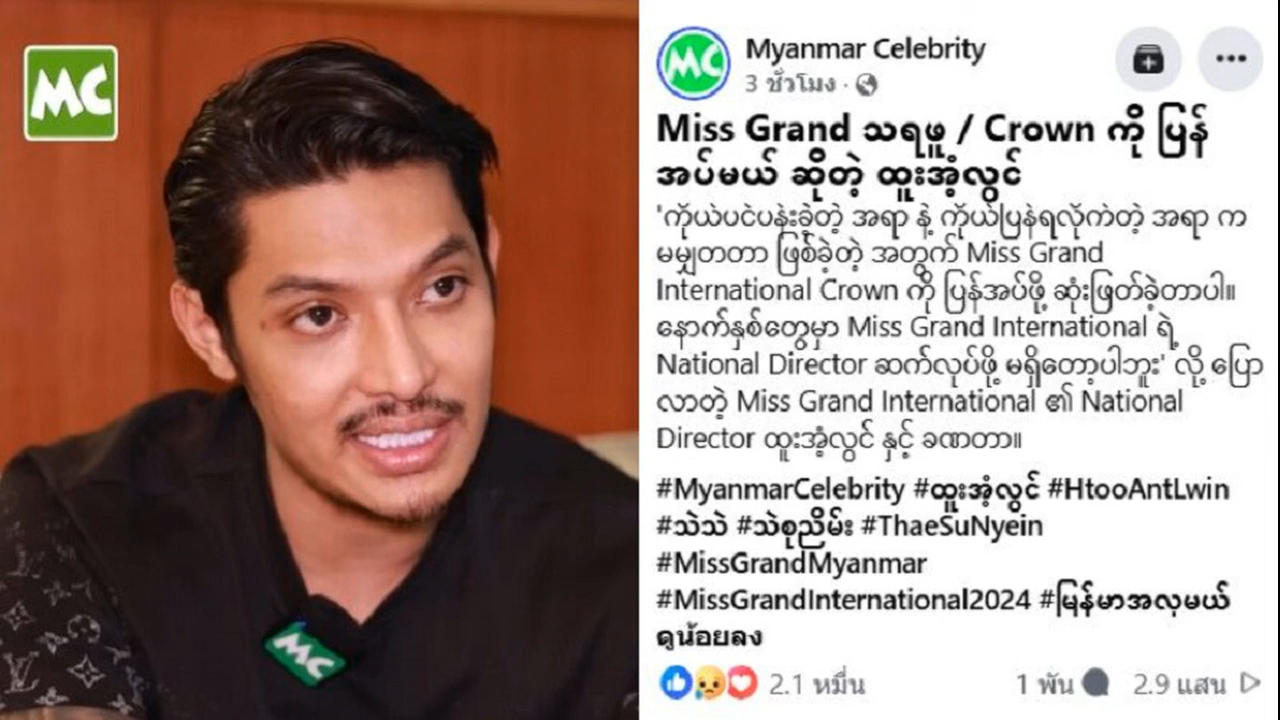 MC
MC
MC
Myanmar Celebrity
3 ชั่วโมง
Miss Grand သရဖူ / Crown ကို ပြန်
အပ်မယ် ဆိုတဲ့ ထူးအံ့လွင်
'ကိုယ်ပင်ပန်းခဲ့တဲ့ အရာ နဲ့ ကိုယ်ပြန်ရလိုက်တဲ့ အရာ က
မမျှတတာ ဖြစ်ခဲ့တဲ့ အတွက် Miss Grand
International Crown ကို ပြန်အပ်ဖို့ ဆုံးဖြတ်ခဲ့တာပါ။
နောက်နှစ်တွေမှာ Miss Grand International ရဲ့
National Director ဆက်လုပ်ဖို့ မရှိတော့ပါဘူး' လို့ ပြော
လာတဲ့ Miss Grand International ၏ National
Director ထူးအံ့လွင် နှင့် ခဏတာ။
#MyanmarCelebrity #ထူးအံ့လွင် #HtooAntLwin
#သဲသဲ #သဲစုညိမ်း #ThaeSuNyein
#MissGrandMyanmar
#MissGrandInternational2024 #မြန်မာအလှမယ်
ดูน้อยลง
2.1 หมื่น 1 พัน 2.9 แสน